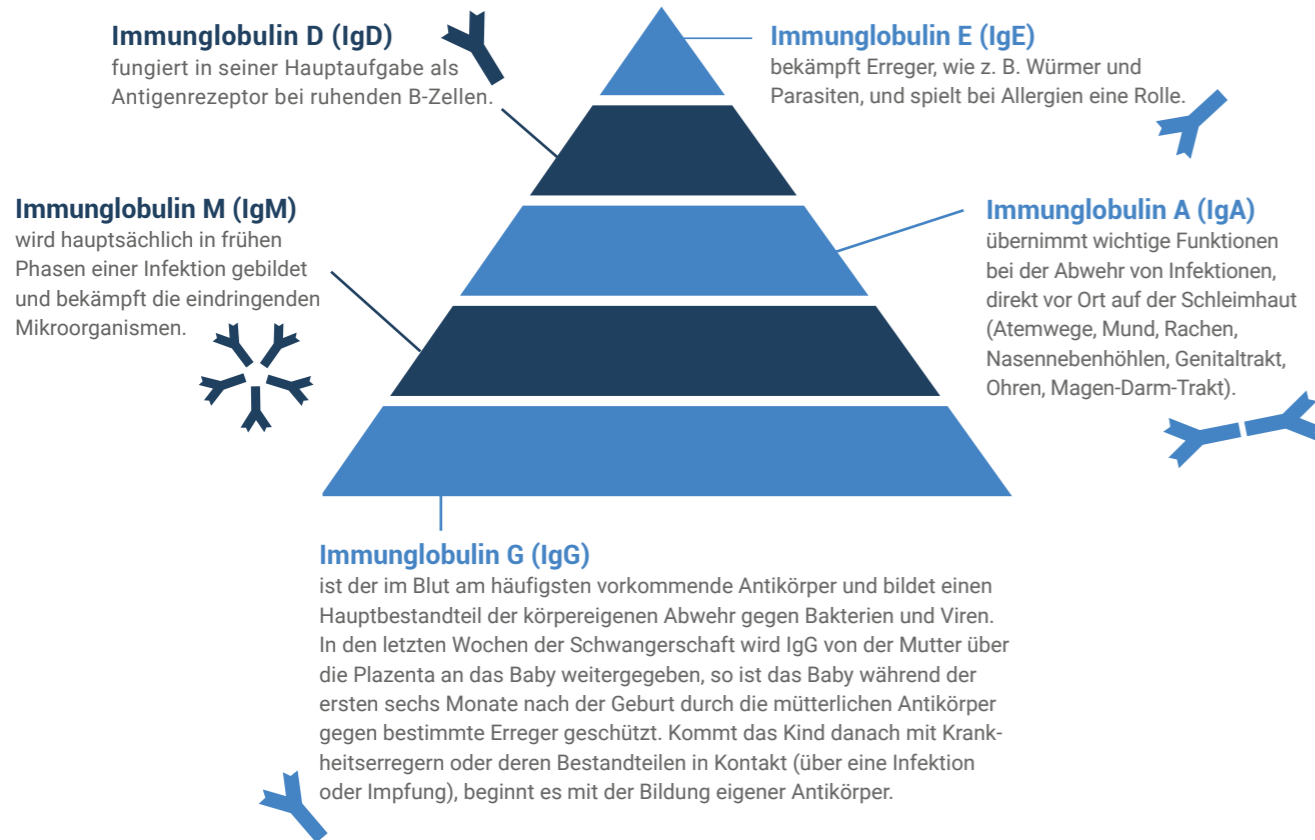 Immunglobulin D (IgD)
fungiert in seiner Hauptaufgabe als
Antigenrezeptor bei ruhenden B-Zellen.
Immunglobulin E (IgE)
bekämpft Erreger, wie z. B. Würmer und
Parasiten, und spielt bei Allergien eine Rolle.
Immunglobulin M (IgM)
wird hauptsächlich in frühen
Phasen einer Infektion gebildet
und bekämpft die eindringenden
Mikroorganismen.
Immunglobulin A (IgA)
übernimmt wichtige Funktionen
bei der Abwehr von Infektionen,
direkt vor Ort auf der Schleimhaut
(Atemwege, Mund, Rachen,
Nasennebenhöhlen, Genitaltrakt,
Ohren, Magen-Darm-Trakt).
Immunglobulin G (IgG)
ist der im Blut am häufigsten vorkommende Antikörper und bildet einen
Hauptbestandteil der körpereigenen Abwehr gegen Bakterien und Viren.
In den letzten Wochen der Schwangerschaft wird IgG von der Mutter über
die Plazenta an das Baby weitergegeben, so ist das Baby während der
ersten sechs Monate nach der Geburt durch die mütterlichen Antikörper
gegen bestimmte Erreger geschützt. Kommt das Kind danach mit Krank-
heitserregern oder deren Bestandteilen in Kontakt (über eine Infektion
oder Impfung), beginnt es mit der Bildung eigener Antikörper.